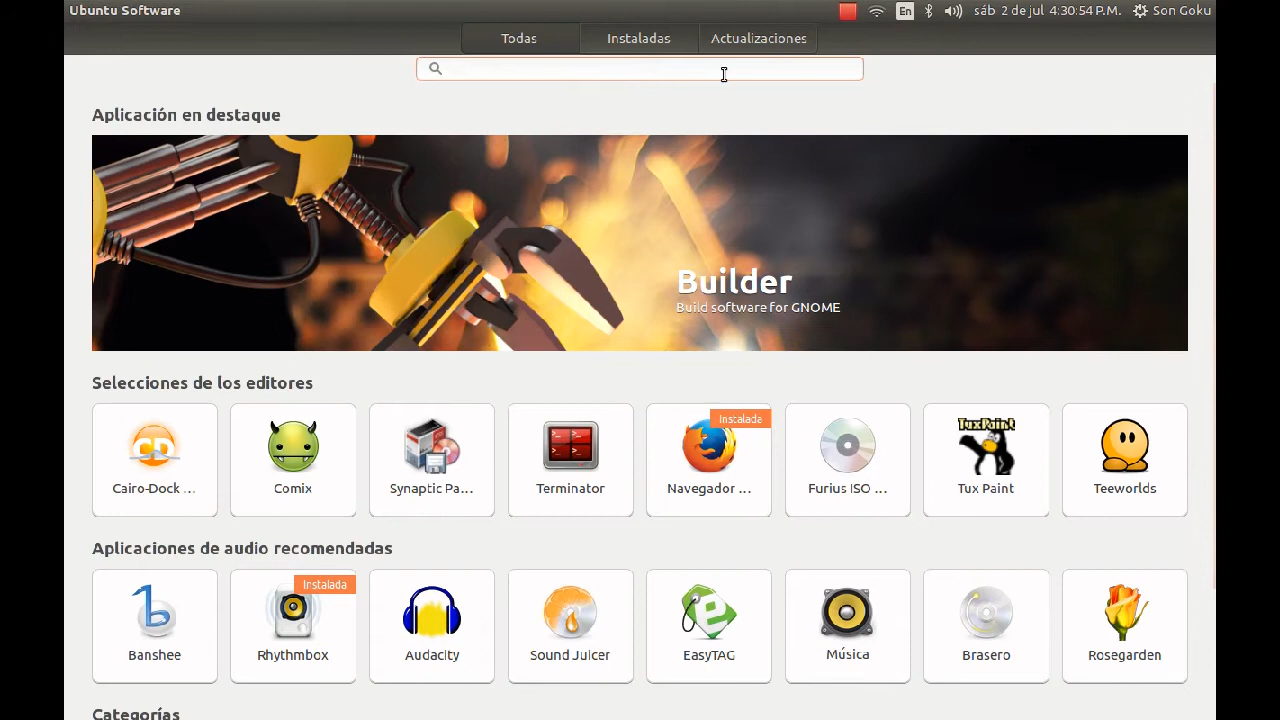 Ubuntu Software
En
sáb 2 de jul 4:30:54 P.M.
Son Goku
Todas
Instaladas
Actualizaciones
Aplicación en destaque
Builder
Build software for GNOME
Selecciones de los editores
Instalada
Cairo-Dock ...
Comix
Synaptic Pa...
Terminator
Navegador ...
Furius ISO ...
Tux Paint
Teeworlds
Aplicaciones de audio recomendadas
Instalada
Banshee
Rhythmbox
Audacity
Sound Juicer
EasyTAG
Música
Brasero
Rosegarden
Categorías